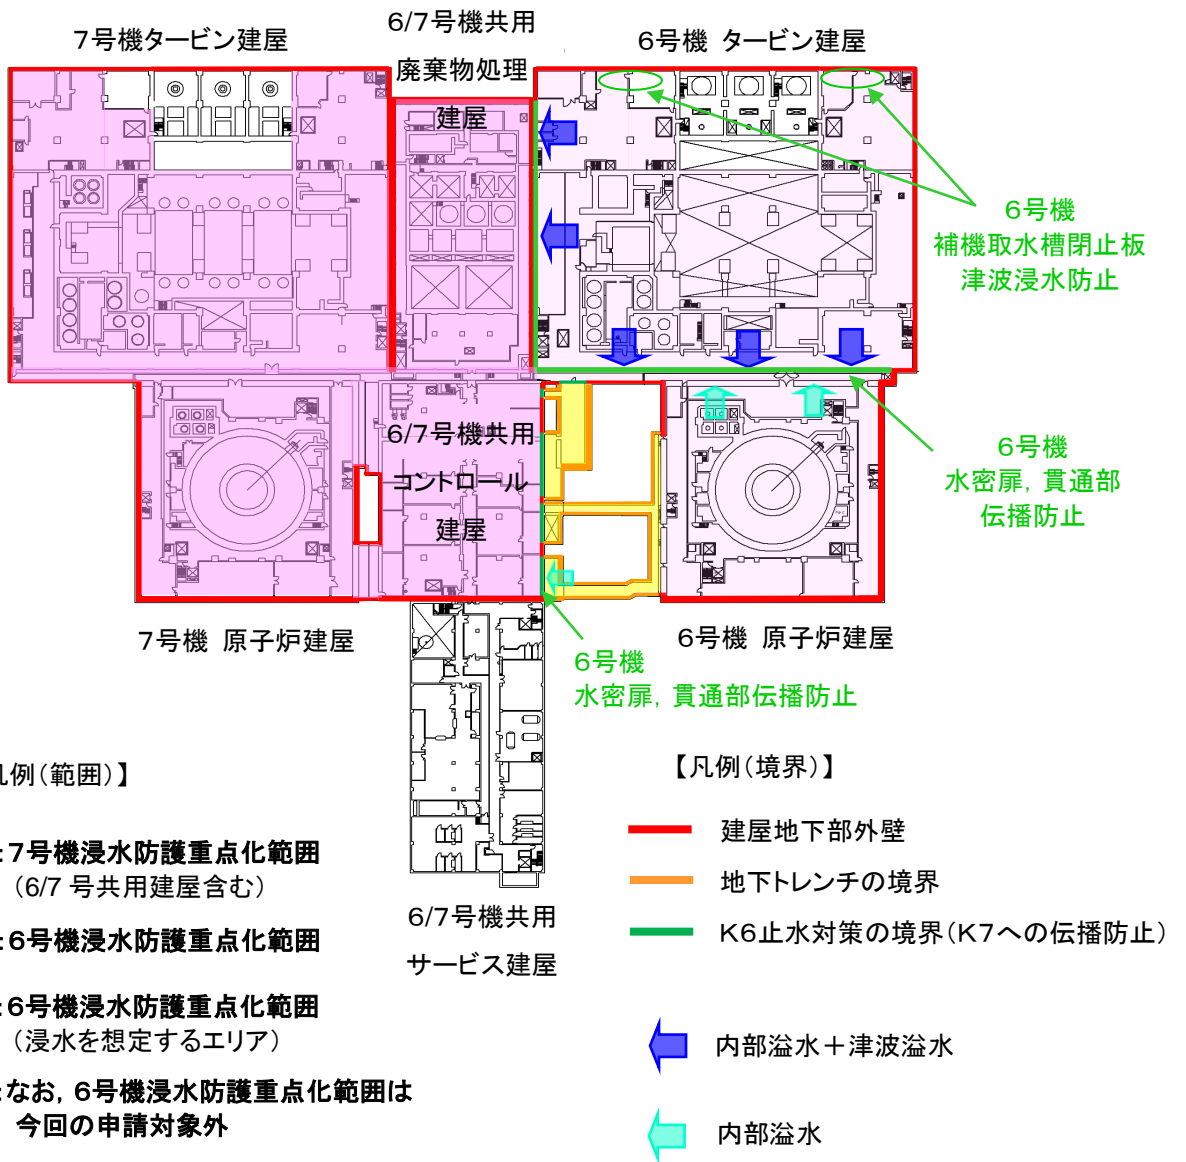 7号機タービン建屋
6/7号機共用
廃棄物処理
建屋
6号機 タービン建屋
6号機
補機取水槽閉止板
津波浸水防止
6/7号機共用
コントロール
建屋
6号機
水密扉，貫通部
伝播防止
7号機 原子炉建屋
6号機 原子炉建屋
6号機
水密扉，貫通部伝播防止
6/7号機共用
サービス建屋
凡例（範囲）】
：7号機浸水防護重点化範囲
（6/7 号共用建屋含む）
：6号機浸水防護重点化範囲
：6号機浸水防護重点化範囲
（浸水を想定するエリア）
：なお，6号機浸水防護重点化範囲は
今回の申請対象外
【凡例（境界）】
建屋地下部外壁
地下トレンチの境界
K6止水対策の境界（K7への伝播防止）
内部溢水＋津波溢水
内部溢水